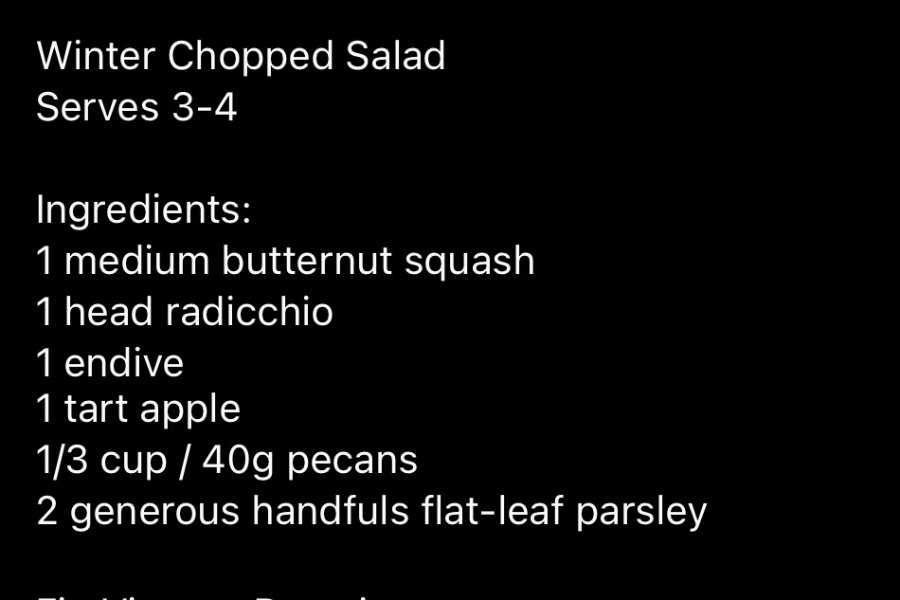 Winter Chopped Salad
Serves 3-4
Ingredients:
1 medium butternut squash
1 head radicchio
1 endive
1 tart apple
1/3 cup / 40g pecans
2 generous handfuls flat-leaf parsley